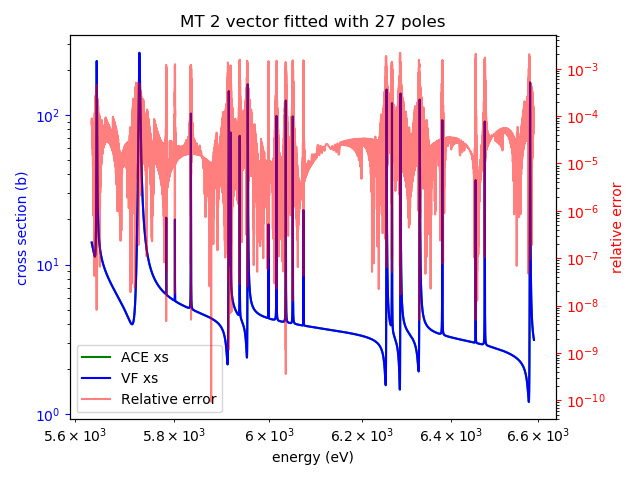 MT 2 vector fitted with 27 poles
cross section (b)
10²
10¹
10⁰
10⁻³
10⁻⁴
10⁻⁵
10⁻⁶
10⁻⁷
10⁻⁸
10⁻⁹
10⁻¹⁰
relative error
ACE xs
VF xs
Relative error
5.6 × 10³ 5.8 × 10³ 6 × 10³ 6.2 × 10³ 6.4 × 10³ 6.6 × 10³
energy (eV)